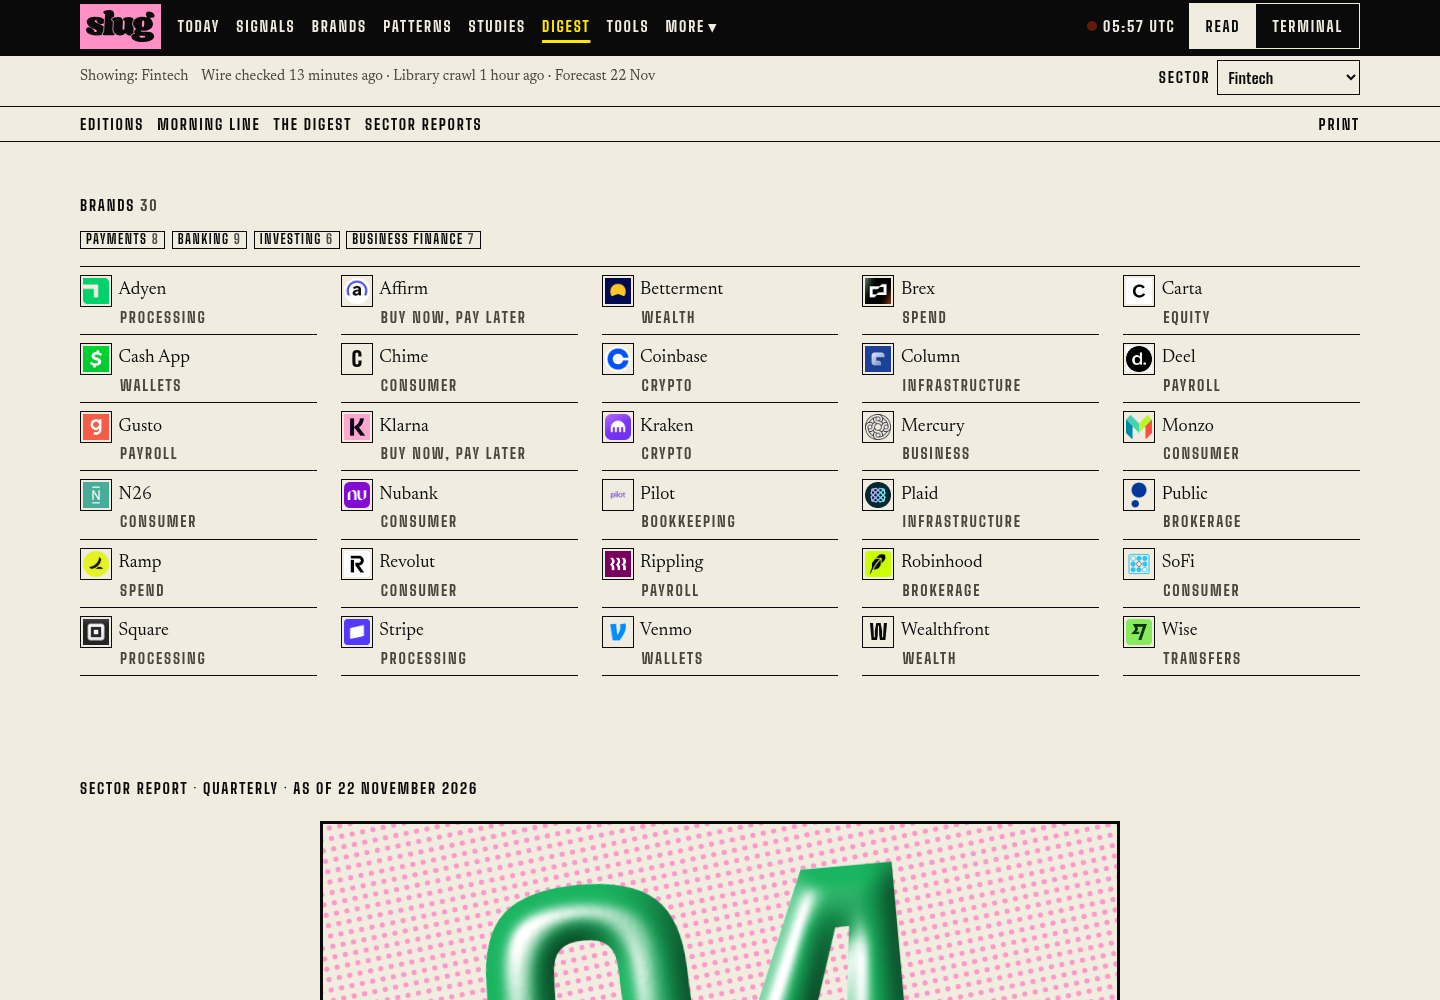 slug TODAY SIGNALS BRANDS PATTERNS STUDIES DIGEST TOOLS MORE ▾ 05:57 UTC READ TERMINAL
Showing: Fintech Wire checked 13 minutes ago · Library crawl 1 hour ago · Forecast 22 Nov SECTOR Fintech
EDITIONS MORNING LINE THE DIGEST SECTOR REPORTS PRINT
BRANDS 30
PAYMENTS 8 BANKING 9 INVESTING 6 BUSINESS FINANCE 7
Adyen a Affirm Betterment Brex C Carta
PROCESSING BUY NOW, PAY LATER WEALTH SPEND EQUITY
$ Cash App C Chime C Coinbase Column d. Deel
WALLETS CONSUMER CRYPTO INFRASTRUCTURE PAYROLL
g Gusto K Klarna Kraken Mercury M Monzo
PAYROLL BUY NOW, PAY LATER CRYPTO BUSINESS CONSUMER
N N26 nu Nubank pilot Pilot Plaid Public
CONSUMER CONSUMER BOOKKEEPING INFRASTRUCTURE BROKERAGE
Ramp R Revolut Rippling Robinhood SoFi
SPEND CONSUMER PAYROLL BROKERAGE CONSUMER
Square Stripe V Venmo W Wealthfront Wise
PROCESSING PROCESSING WALLETS WEALTH TRANSFERS
SECTOR REPORT · QUARTERLY · AS OF 22 NOVEMBER 2026